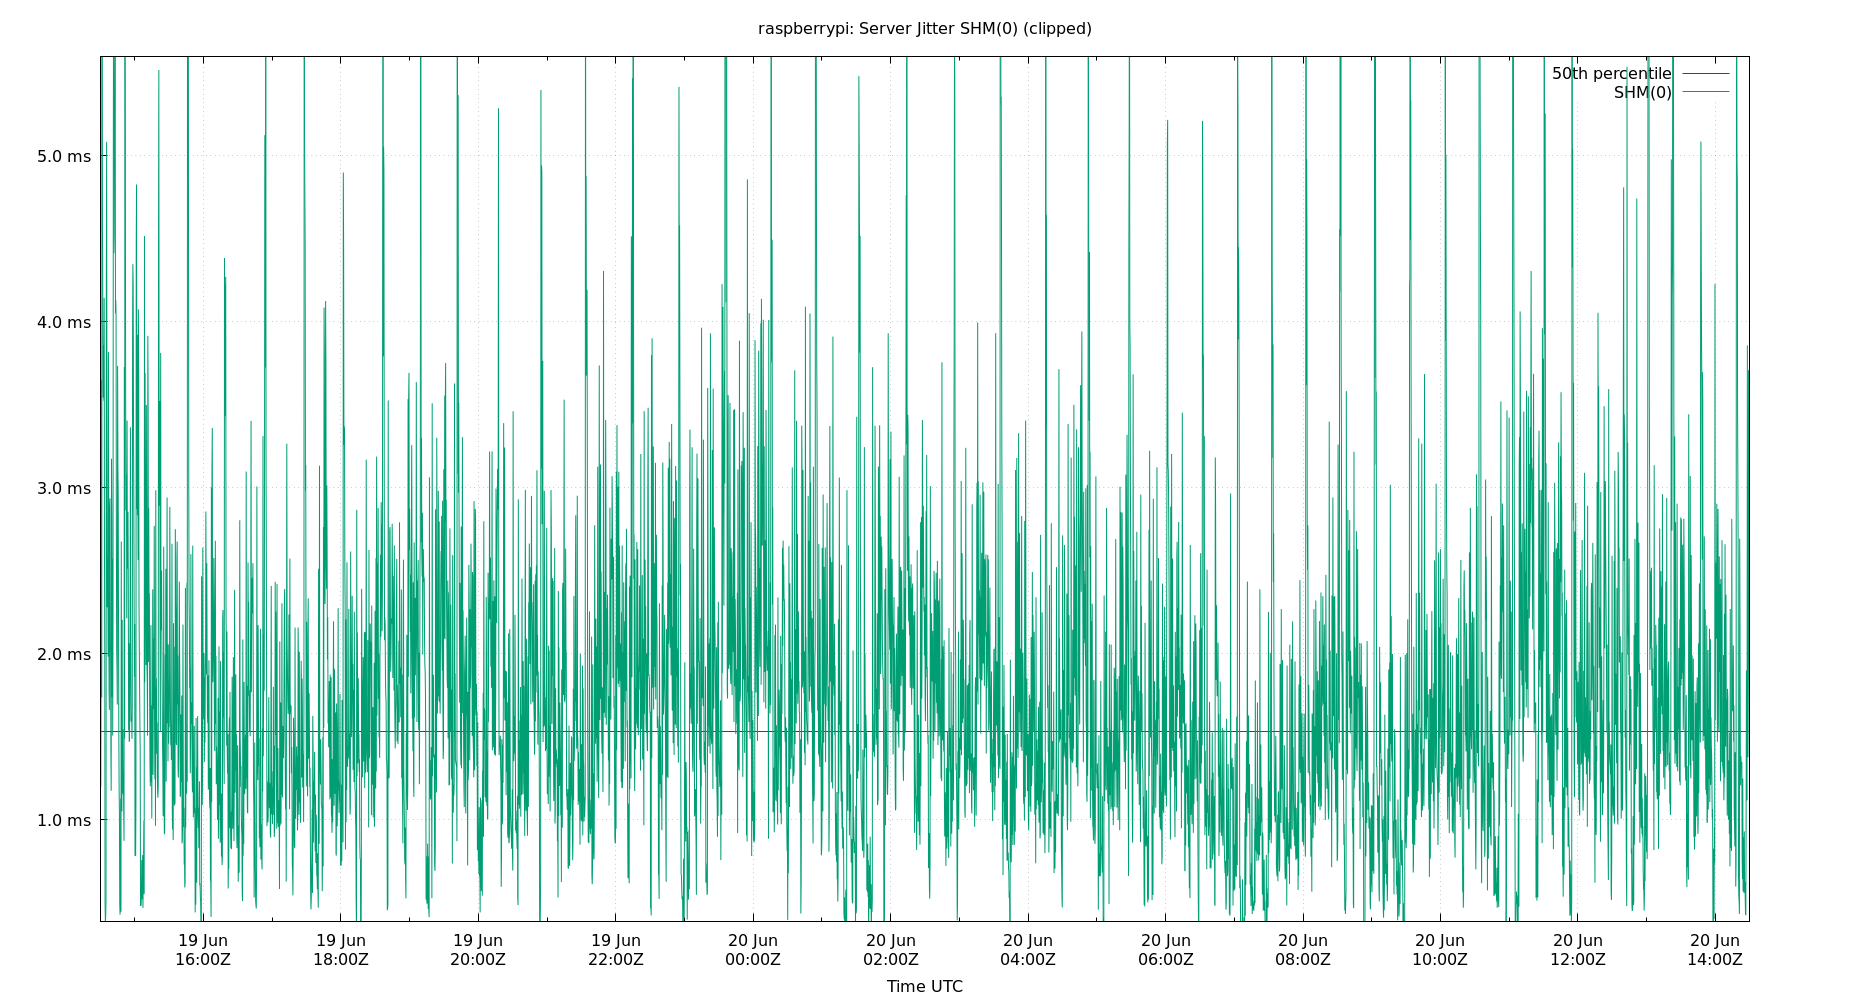 raspberrypi: Server Jitter SHM(0) (clipped)
50th percentile
SHM(0)
5.0 ms
4.0 ms
3.0 ms
2.0 ms
1.0 ms
19 Jun 19 Jun 19 Jun 19 Jun 20 Jun 20 Jun 20 Jun 20 Jun 20 Jun 20 Jun 20 Jun 20 Jun
16:00Z 18:00Z 20:00Z 22:00Z 00:00Z 02:00Z 04:00Z 06:00Z 08:00Z 10:00Z 12:00Z 14:00Z
Time UTC